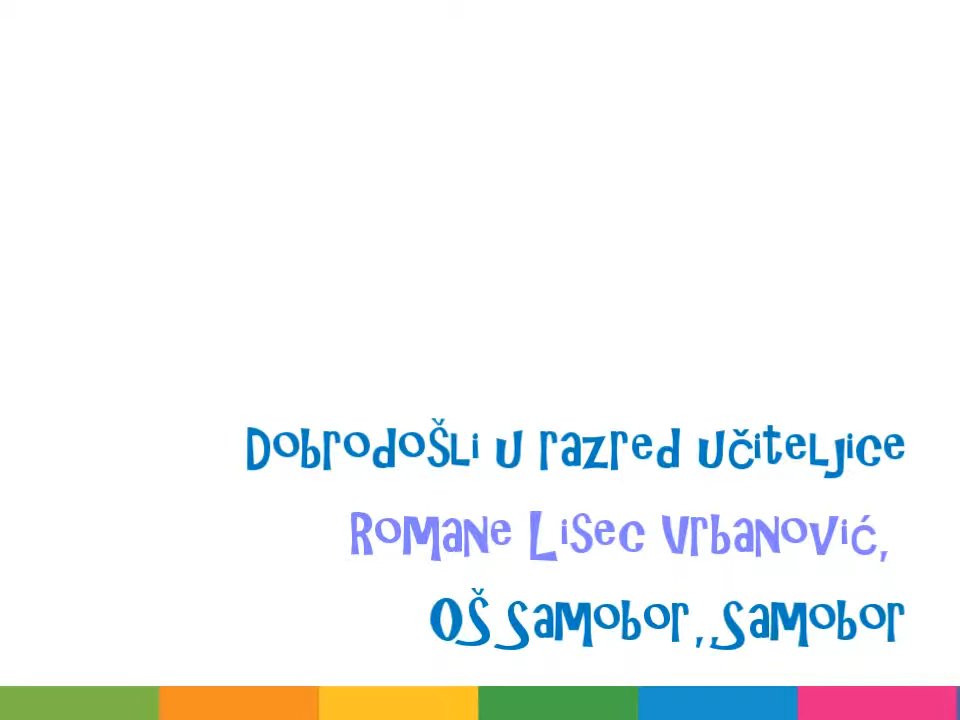 Dobrodošli u razred učiteljice
Romane Lisec Vrbanović,
OŠ Samobor, Samobor